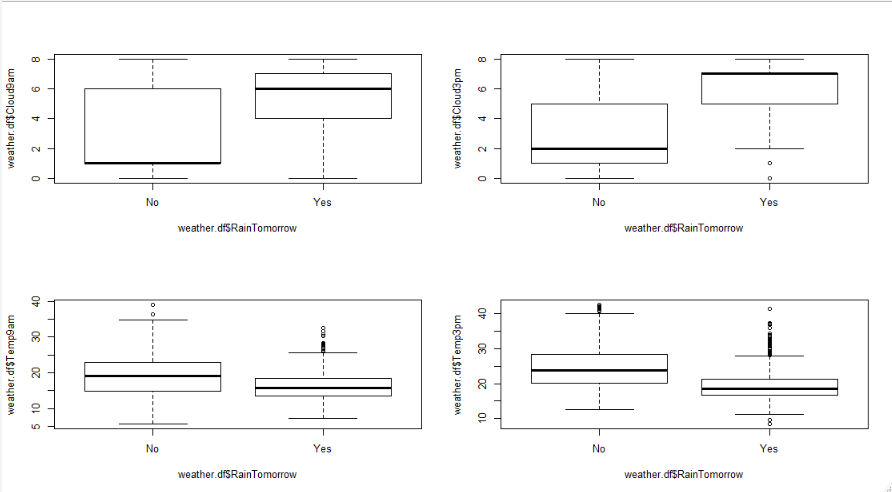 weather.df$Cloud9am
8
6
4
2
0
No Yes
weather.df$RainTomorrow
weather.df$Cloud3pm
8
6
4
2
0
No Yes
weather.df$RainTomorrow
weather.df$Temp9am
40
30
20
10
5
No Yes
weather.df$RainTomorrow
weather.df$Temp3pm
40
30
20
10
No Yes
weather.df$RainTomorrow